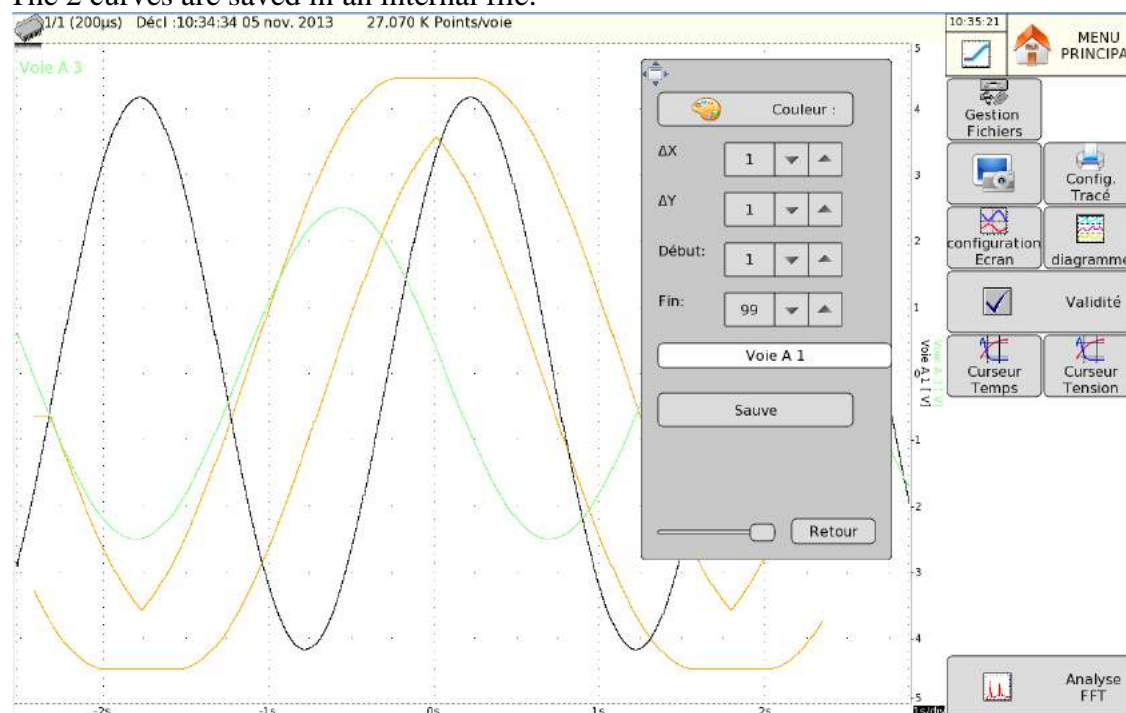 The 2 curves are saved in an internal file.
1/1 (200µs) Décl :10:34:34 05 nov. 2013 27.070 K Points/voie
10:35:21
MENU
PRINCIPA
Voie A 3
Gestion
Fichiers
Config.
Tracé
configuration
Ecran
diagramme
Validité
Curseur
Temps
Curseur
Tension
Analyse
FFT
Couleur :
ΔX 1
ΔY 1
Début: 1
Fin: 99
Voie A 1
Sauve
Retour
5
4
3
2
1
0
-1
-2
-3
-4
-5
Voie A 1 [ V]
-2s -1s 0s 1s 2s
1s/div